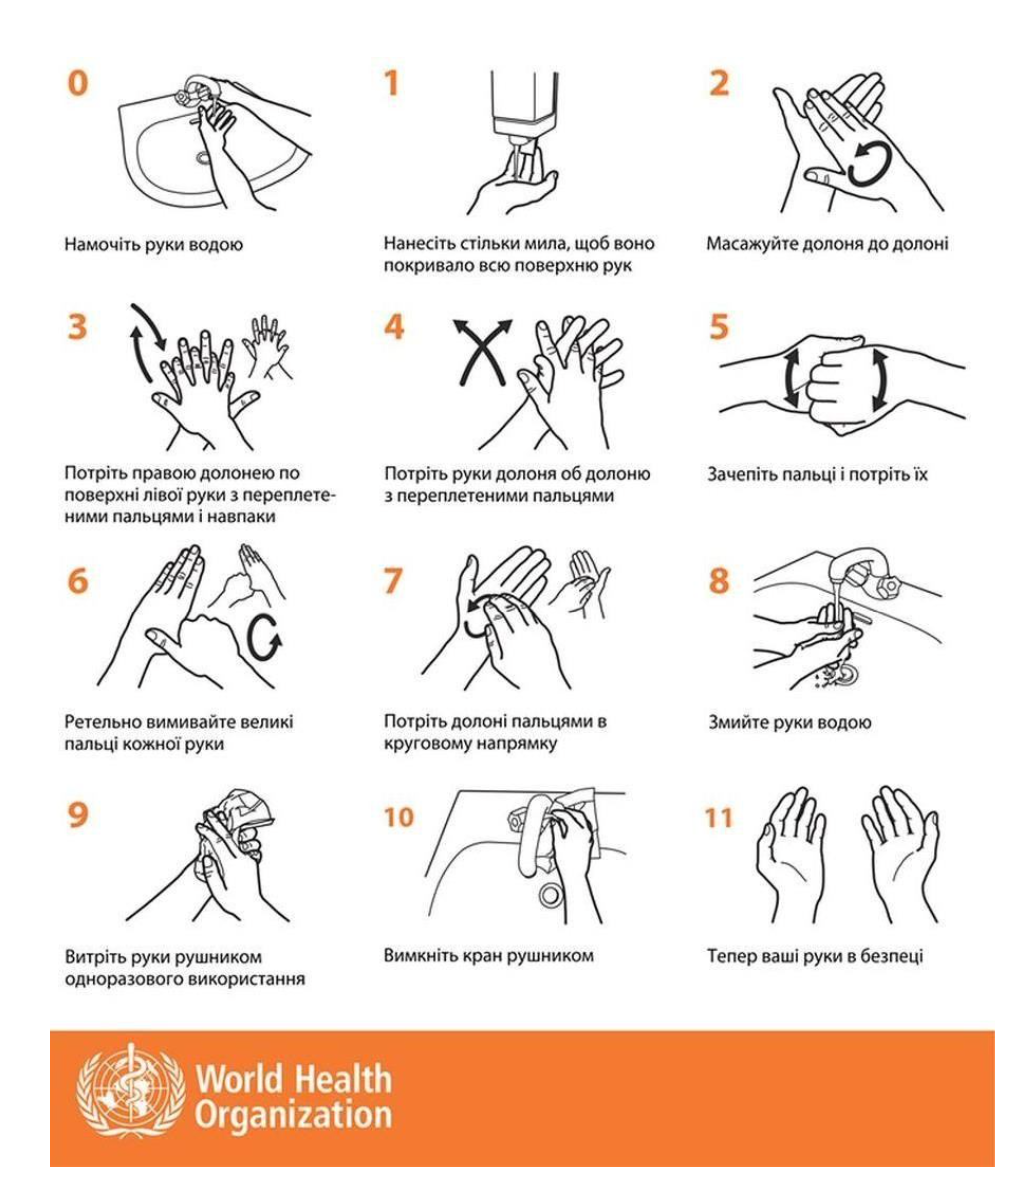 0
Намочіть руки водою
1
Нанесіть стільки мила, щоб воно
покривало всю поверхню рук
2
Масажуйте долоня до долоні
3
Потріть правою долонею по
поверхні лівої руки з переплете-
ними пальцями і навпаки
4
Потріть руки долоня об долоню
з переплетеними пальцями
5
Зачепіть пальці і потріть їх
6
Ретельно вимивайте великі
пальці кожної руки
7
Потріть долоні пальцями в
круговому напрямку
8
Змийте руки водою
9
Витріть руки рушником
одноразового використання
10
Вимкніть кран рушником
11
Тепер ваші руки в безпеці
World Health
Organization